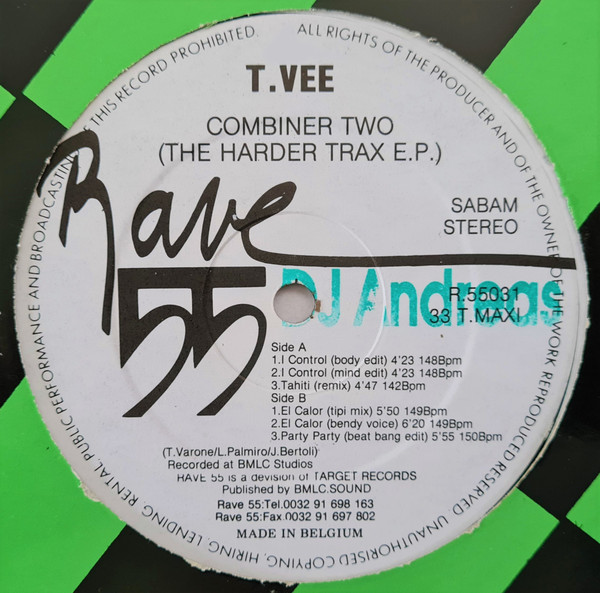 ALL RIGHTS OF THE PRODUCER AND OF THE OWNER OF THE WORK REPRODUCED RESERVED UNAUTHORISED COPYING, HIRING, LENDING, RENTAL, PUBLIC PERFORMANCE AND BROADCASTING OF THIS RECORD PROHIBITED.
T.VEE
COMBINER TWO
(THE HARDER TRAX E.P.)
Rave
55
SABAM
STEREO
DJ Andreas
R.55031
33 T.MAXI
Side A
1.I Control (body edit) 4'23 148Bpm
2.I Control (mind edit) 4'23 148Bpm
3.Tahiti (remix) 4'47 142Bpm
Side B
1.El Calor (tipi mix) 5'50 149Bpm
2.El Calor (bendy voice) 6'20 149Bpm
3.Party Party (beat bang edit) 5'55 150Bpm
(T.Varone/L.Palmiro/J.Bertoli)
Recorded at BMLC Studios
RAVE 55 is a division of TARGET RECORDS
Published by BMLC.SOUND
Rave 55:Tel.0032 91 698 163
Rave 55:Fax.0032 91 697 802
MADE IN BELGIUM